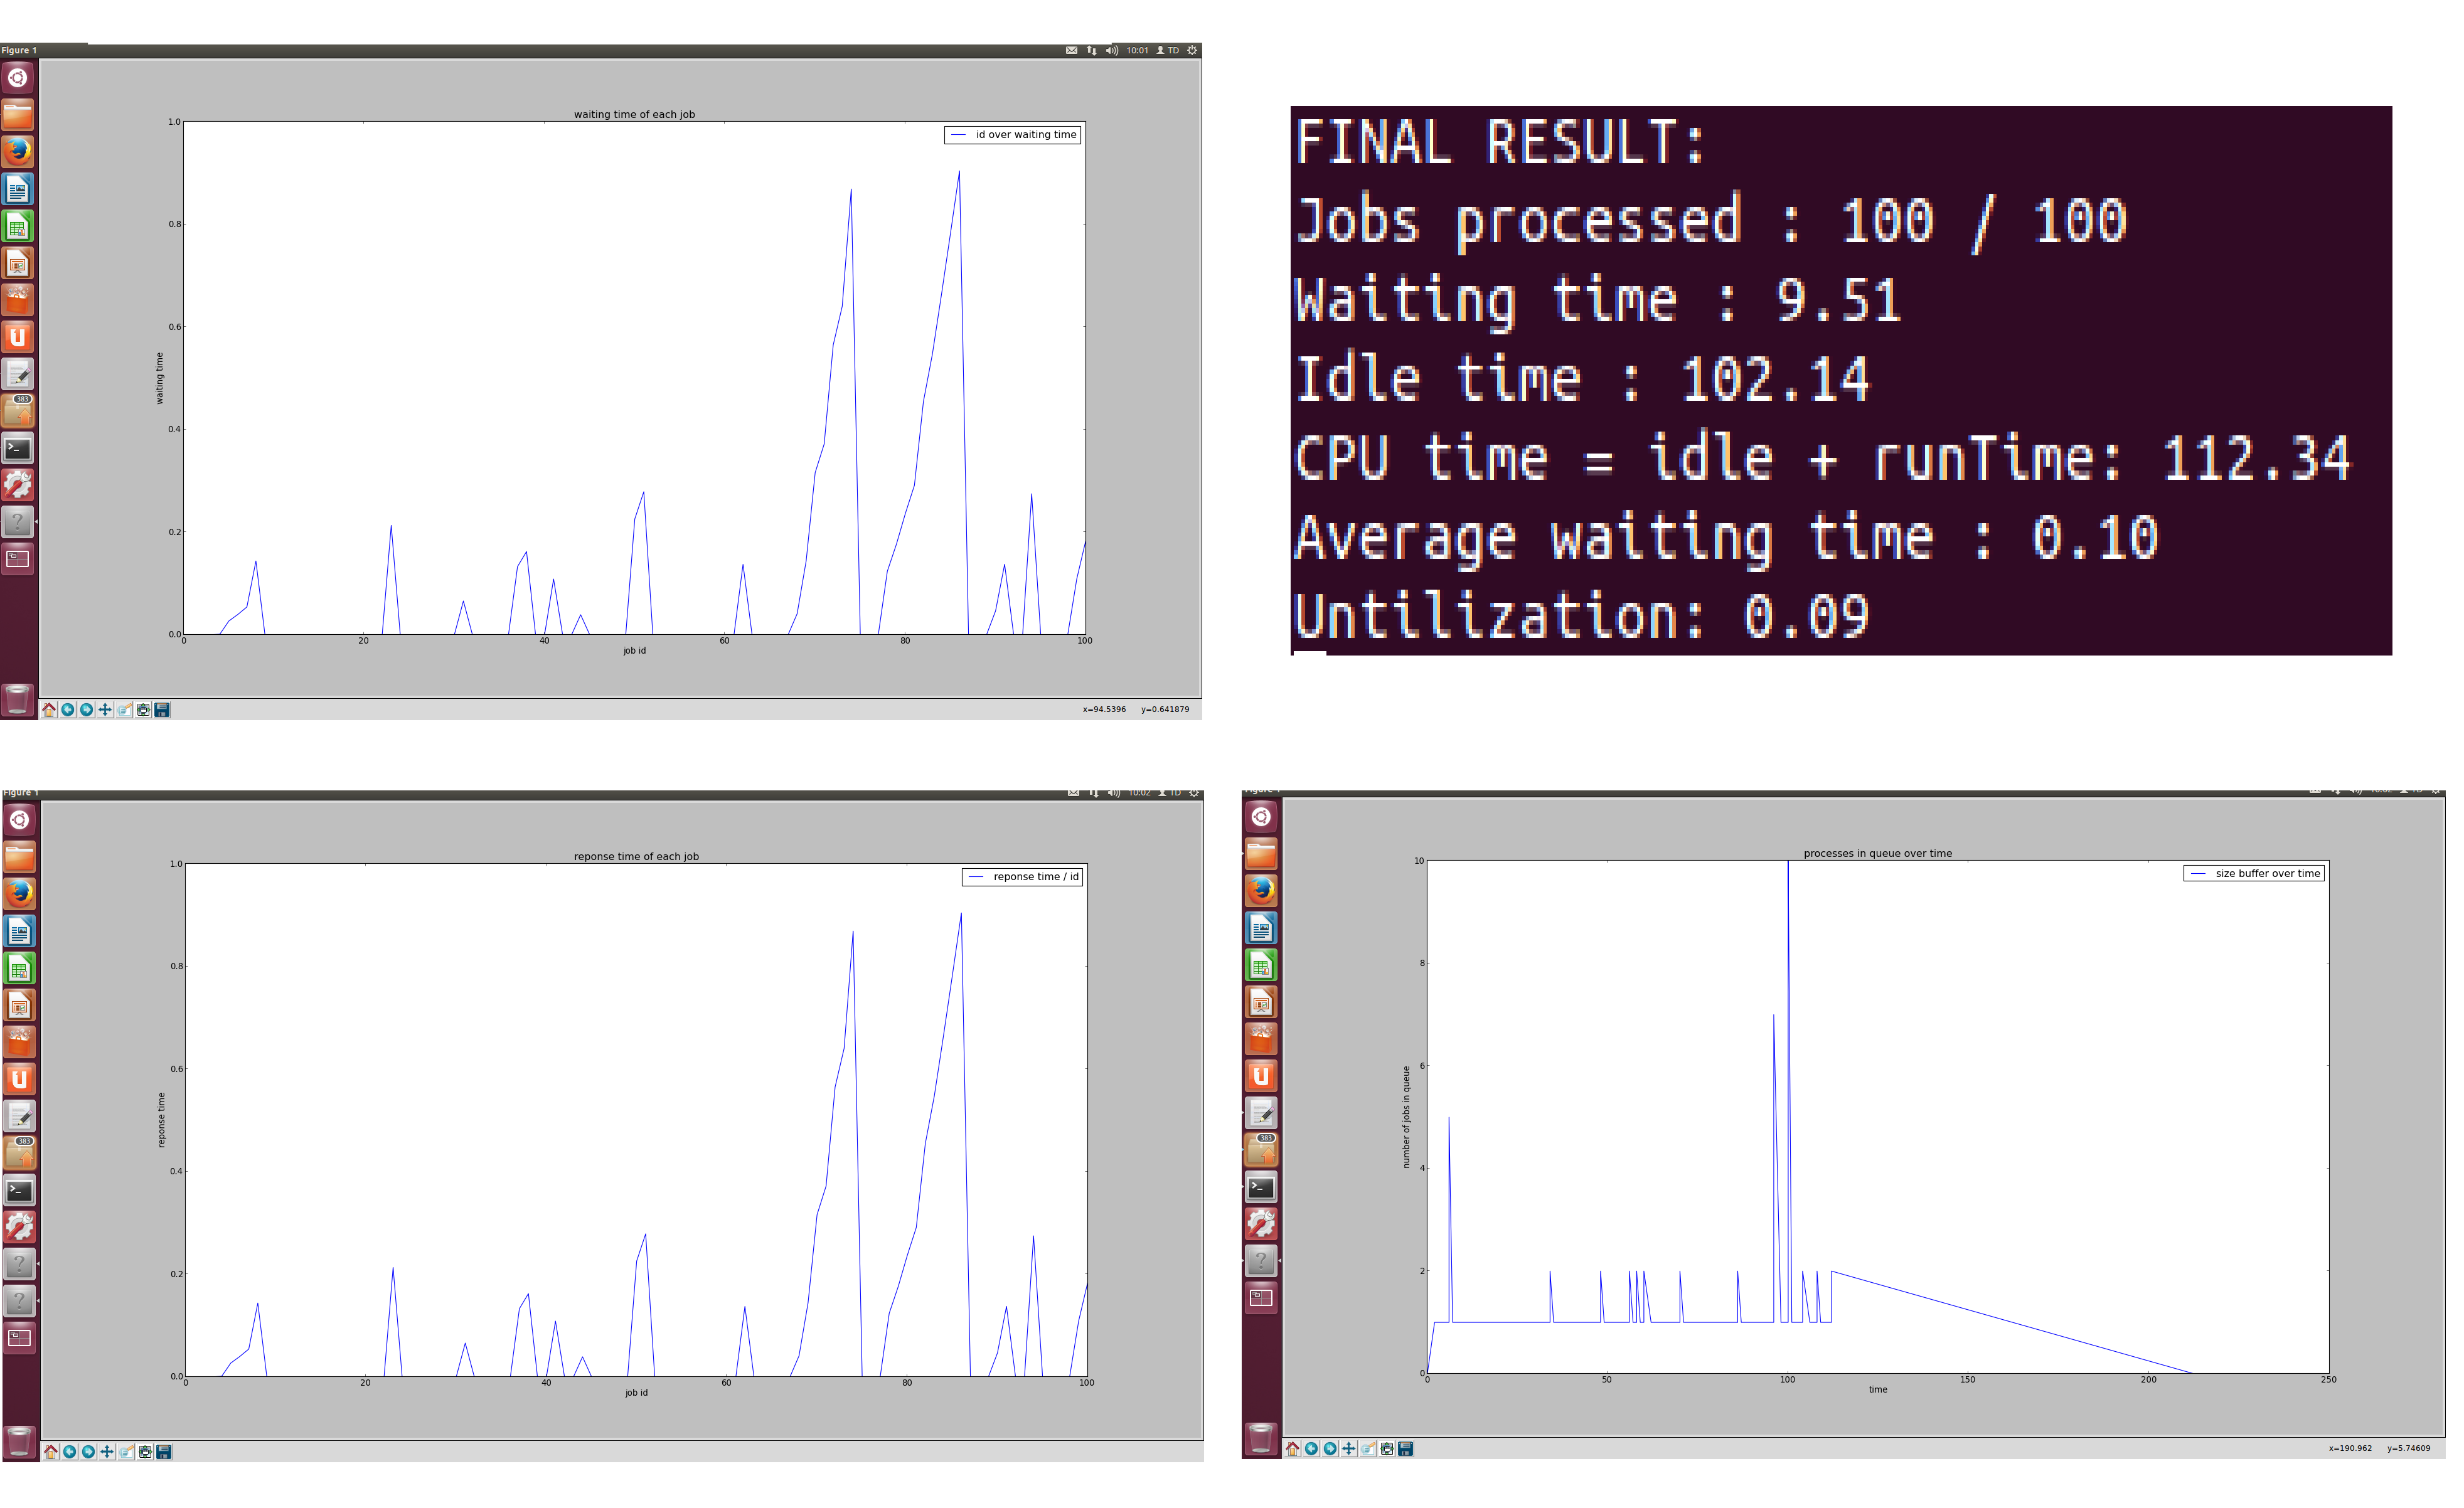 Figure 1
10:01 TD
waiting time of each job
id over waiting time
1.0
0.8
0.6
0.4
0.2
0.0
waiting time
0 20 40 60 80 100
job id
383
x=94.5396 y=0.641879
FINAL RESULT:
Jobs processed : 100 / 100
Waiting time : 9.51
Idle time : 102.14
CPU time = idle + runTime: 112.34
Average waiting time : 0.10
Untilization: 0.09
Figure 1
10:02 TD
reponse time of each job
reponse time / id
1.0
0.8
0.6
0.4
0.2
0.0
reponse time
0 20 40 60 80 100
job id
383
processes in queue over time
size buffer over time
10
8
6
4
2
0
number of jobs in queue
0 50 100 150 200 250
time
383
x=190.962 y=5.74609